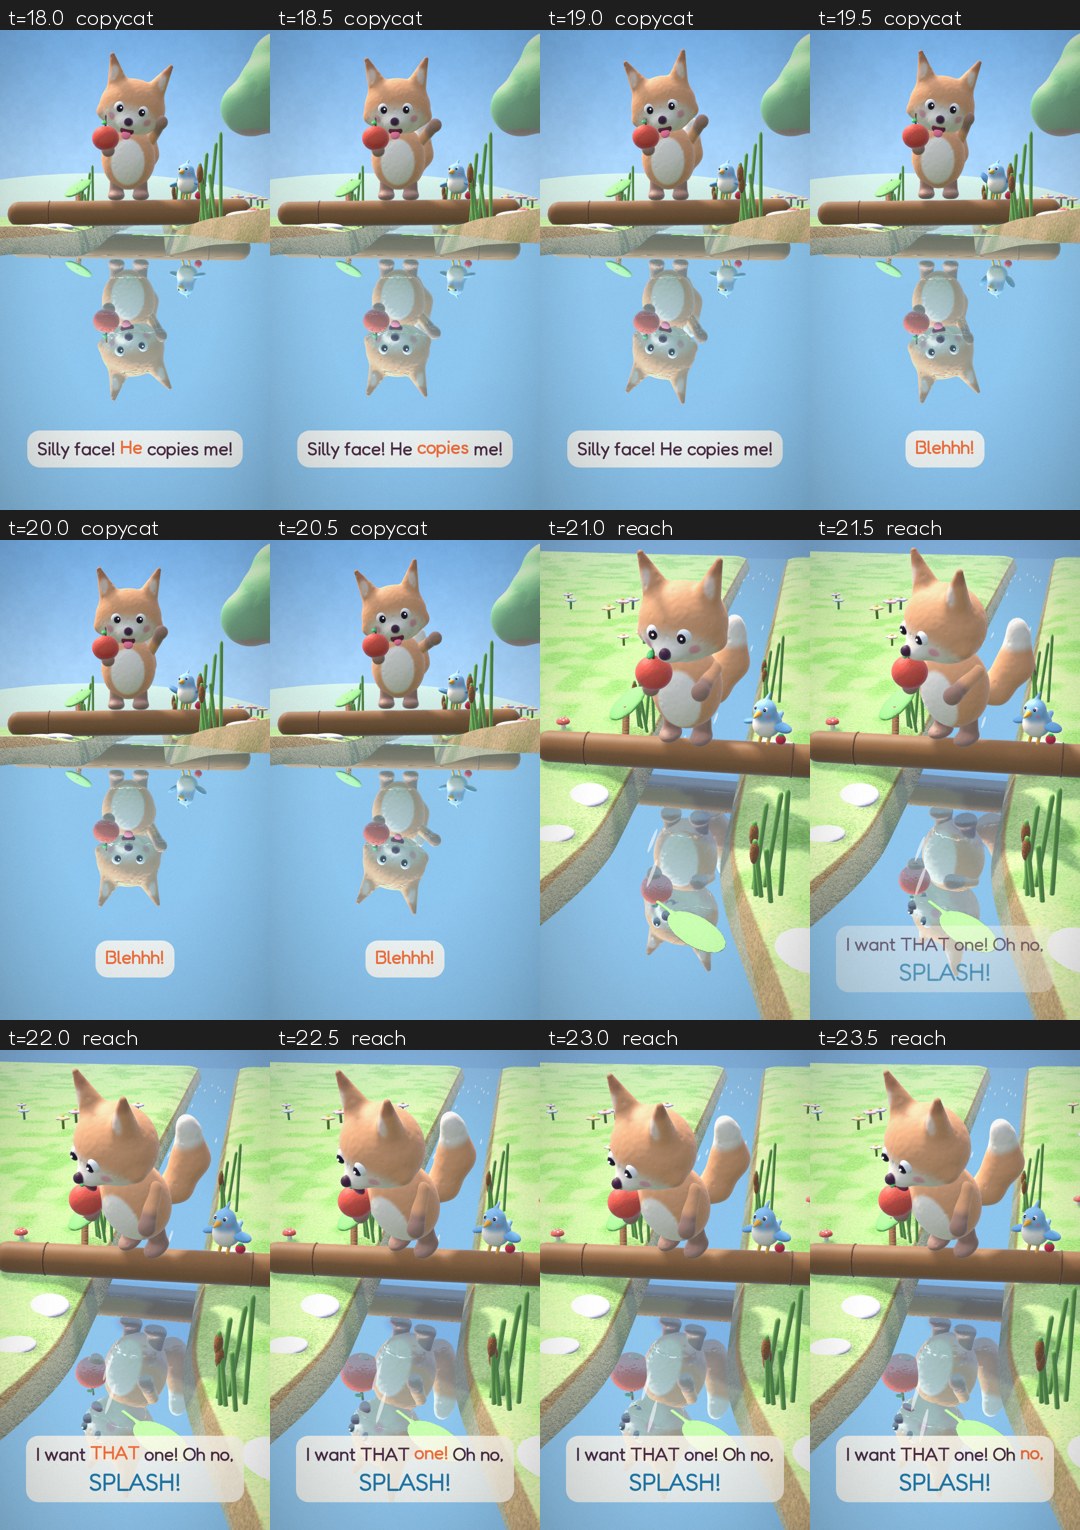 t=18.0 copycat
t=18.5 copycat
t=19.0 copycat
t=19.5 copycat
Silly face! He copies me!
Silly face! He copies me!
Silly face! He copies me!
Blehhh!
t=20.0 copycat
t=20.5 copycat
t=21.0 reach
t=21.5 reach
Blehhh!
Blehhh!
I want THAT one! Oh no,
SPLASH!
t=22.0 reach
t=22.5 reach
t=23.0 reach
t=23.5 reach
I want THAT one! Oh no,
SPLASH!
I want THAT one! Oh no,
SPLASH!
I want THAT one! Oh no,
SPLASH!
I want THAT one! Oh no,
SPLASH!